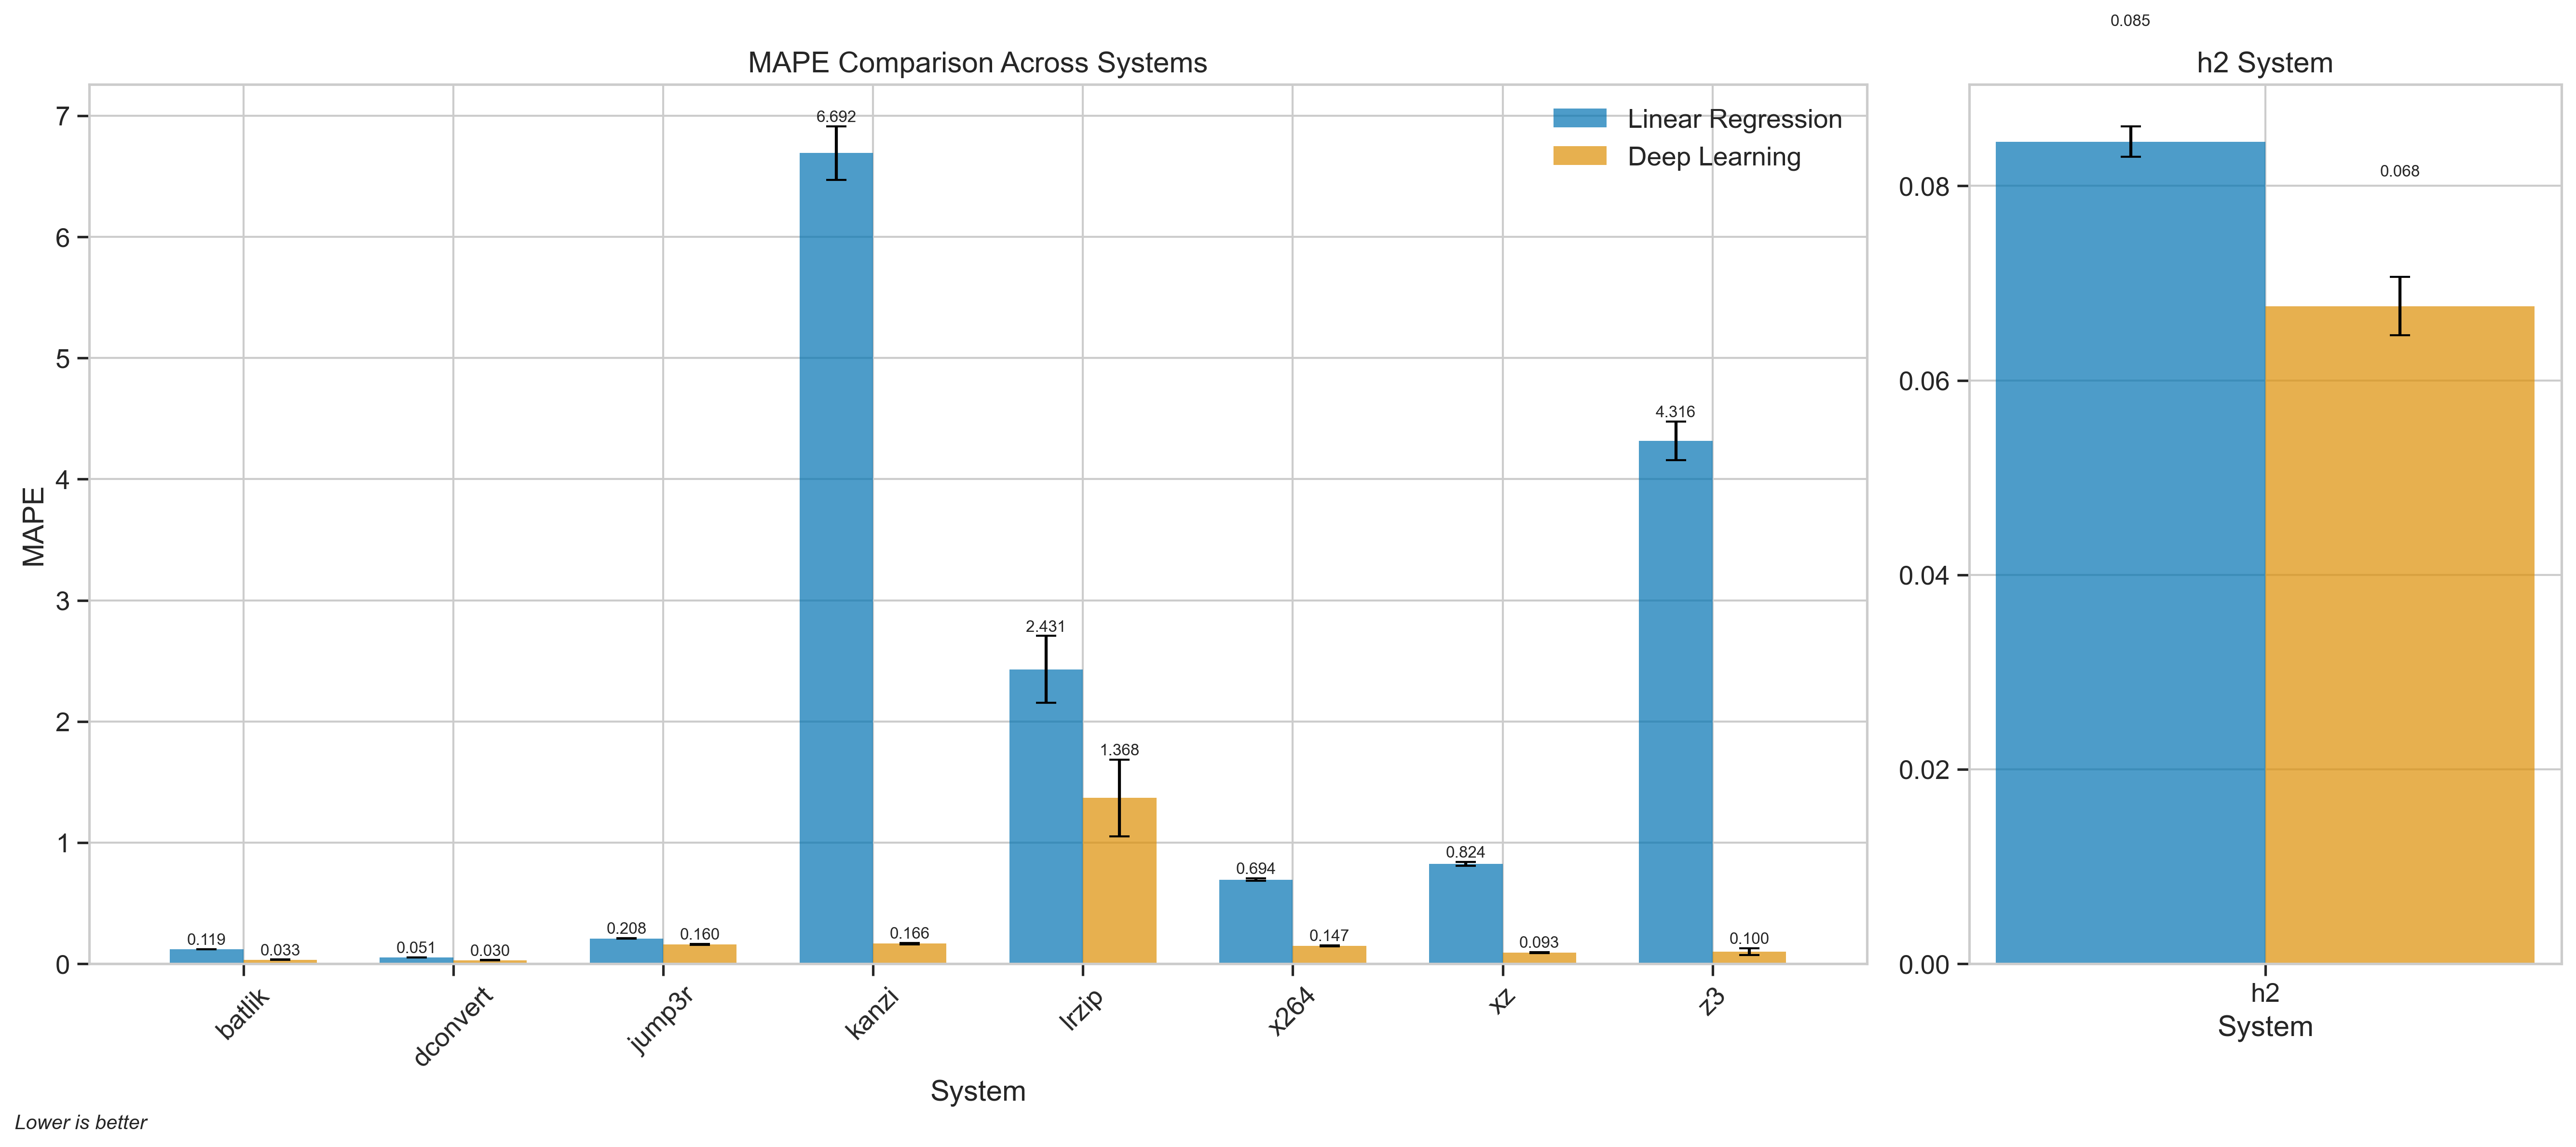 MAPE Comparison Across Systems
MAPE
7
6
5
4
3
2
1
0
Linear Regression
Deep Learning
0.119
0.033
0.051
0.030
0.208
0.160
6.692
0.166
2.431
1.368
0.694
0.147
0.824
0.093
4.316
0.100
batlik
dconvert
jump3r
kanzi
lrzip
x264
xz
z3
System
0.085
h2 System
0.068
0.08
0.06
0.04
0.02
0.00
h2
System
Lower is better